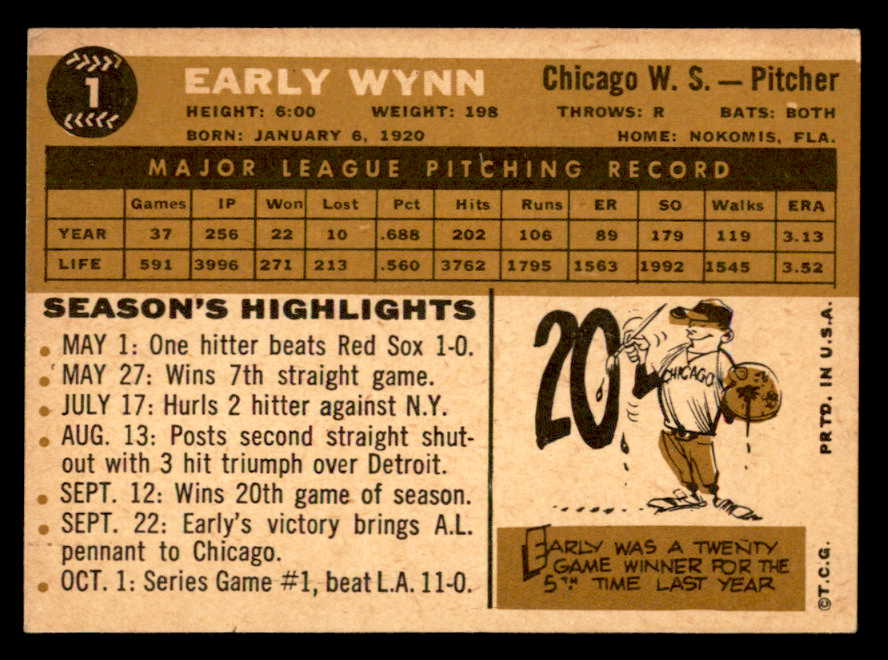 1
EARLY WYNN
Chicago W. S. — Pitcher
HEIGHT: 6:00 WEIGHT: 198 THROWS: R BATS: BOTH
BORN: JANUARY 6, 1920 HOME: NOKOMIS, FLA.
MAJOR LEAGUE PITCHING RECORD
Games IP Won Lost Pct Hits Runs ER SO Walks ERA
YEAR 37 256 22 10 .688 202 106 89 179 119 3.13
LIFE 591 3996 271 213 .560 3762 1795 1563 1992 1545 3.52
SEASON'S HIGHLIGHTS
• MAY 1: One hitter beats Red Sox 1-0.
• MAY 27: Wins 7th straight game.
• JULY 17: Hurls 2 hitter against N.Y.
• AUG. 13: Posts second straight shut-
out with 3 hit triumph over Detroit.
• SEPT. 12: Wins 20th game of season.
• SEPT. 22: Early's victory brings A.L.
pennant to Chicago.
• OCT. 1: Series Game #1, beat L.A. 11-0.
20
CHICAGO
EARLY WAS A TWENTY
GAME WINNER FOR THE
5TH TIME LAST YEAR
©T.C.G. PRTD. IN U.S.A.